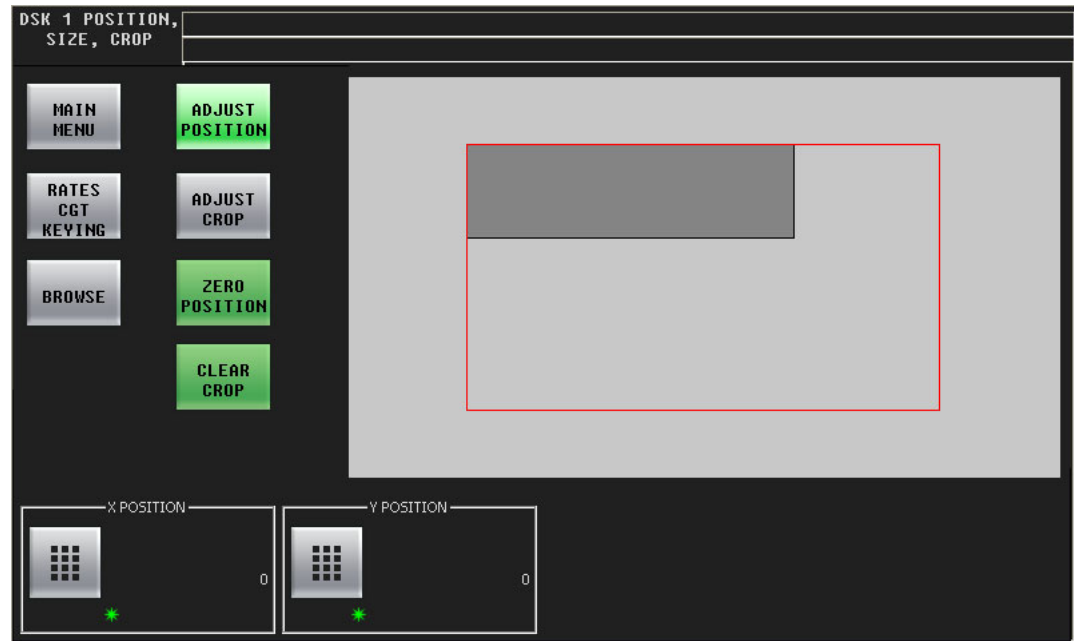 DSK 1 POSITION,
SIZE, CROP
MAIN
MENU
ADJUST
POSITION
RATES
CGT
KEYING
ADJUST
CROP
BROWSE
ZERO
POSITION
CLEAR
CROP
X POSITION
0
Y POSITION
0